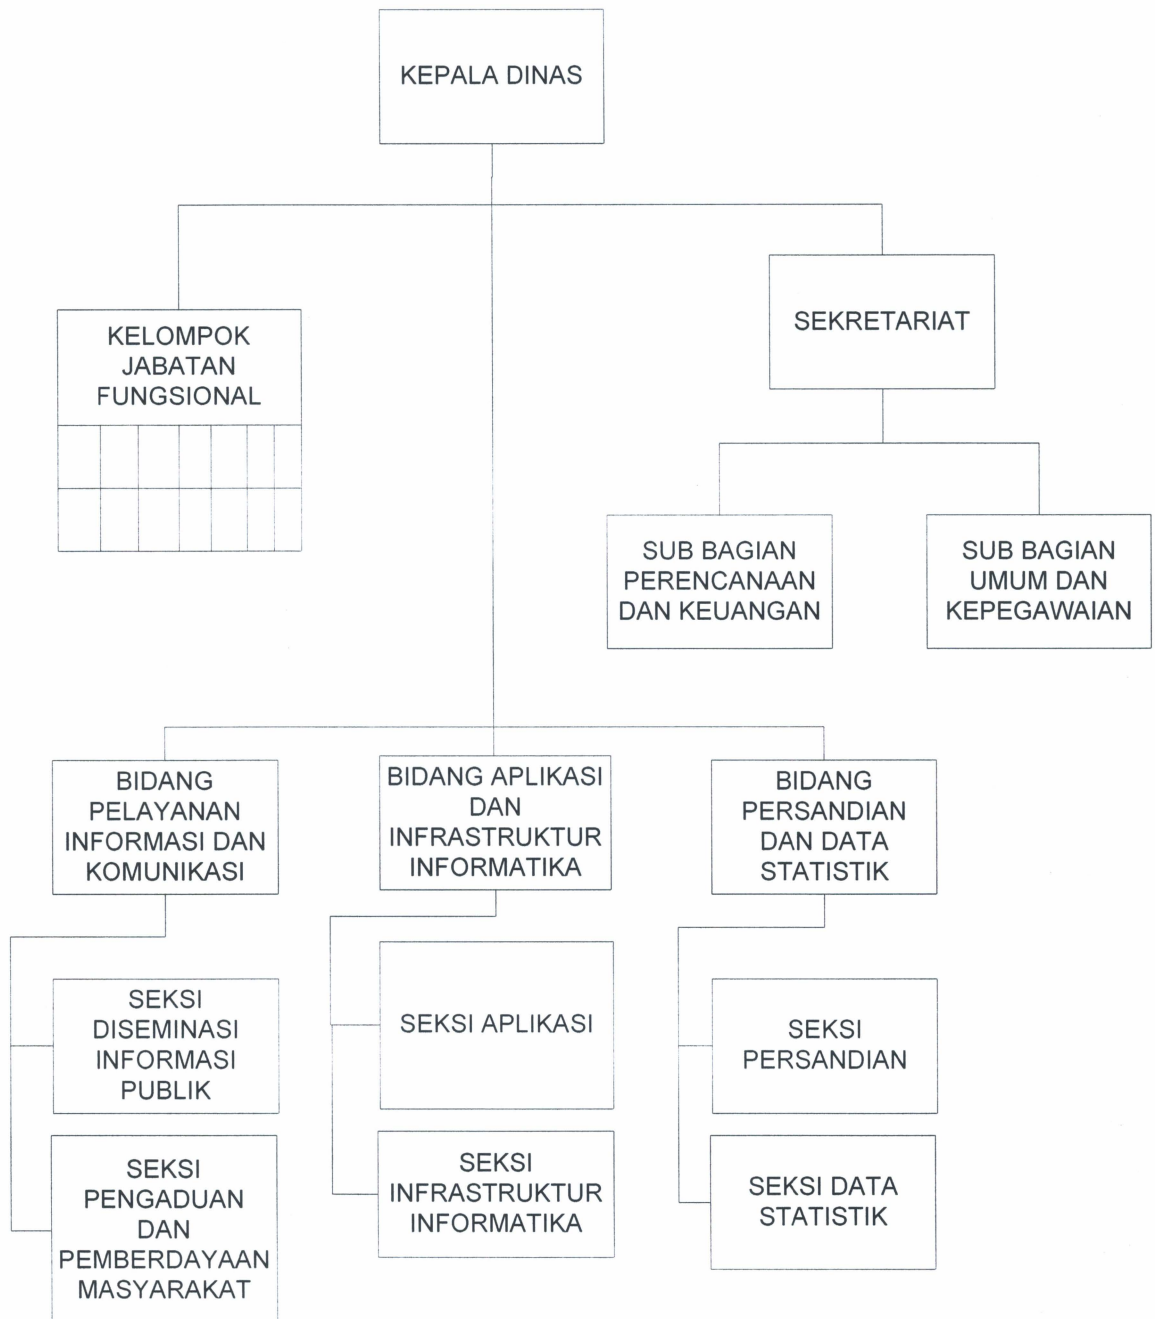 KEPALA DINAS
KELOMPOK
JABATAN
FUNGSIONAL
SEKRETARIAT
SUB BAGIAN
PERENCANAAN
DAN KEUANGAN
SUB BAGIAN
UMUM DAN
KEPEGAWAIAN
BIDANG
PELAYANAN
INFORMASI DAN
KOMUNIKASI
BIDANG APLIKASI
DAN
INFRASTRUKTUR
INFORMATIKA
BIDANG
PERSANDIAN
DAN DATA
STATISTIK
SEKSI
DISEMINASI
INFORMASI
PUBLIK
SEKSI APLIKASI
SEKSI
PERSANDIAN
SEKSI
PENGADUAN
DAN
PEMBERDAYAAN
MASYARAKAT
SEKSI
INFRASTRUKTUR
INFORMATIKA
SEKSI DATA
STATISTIK